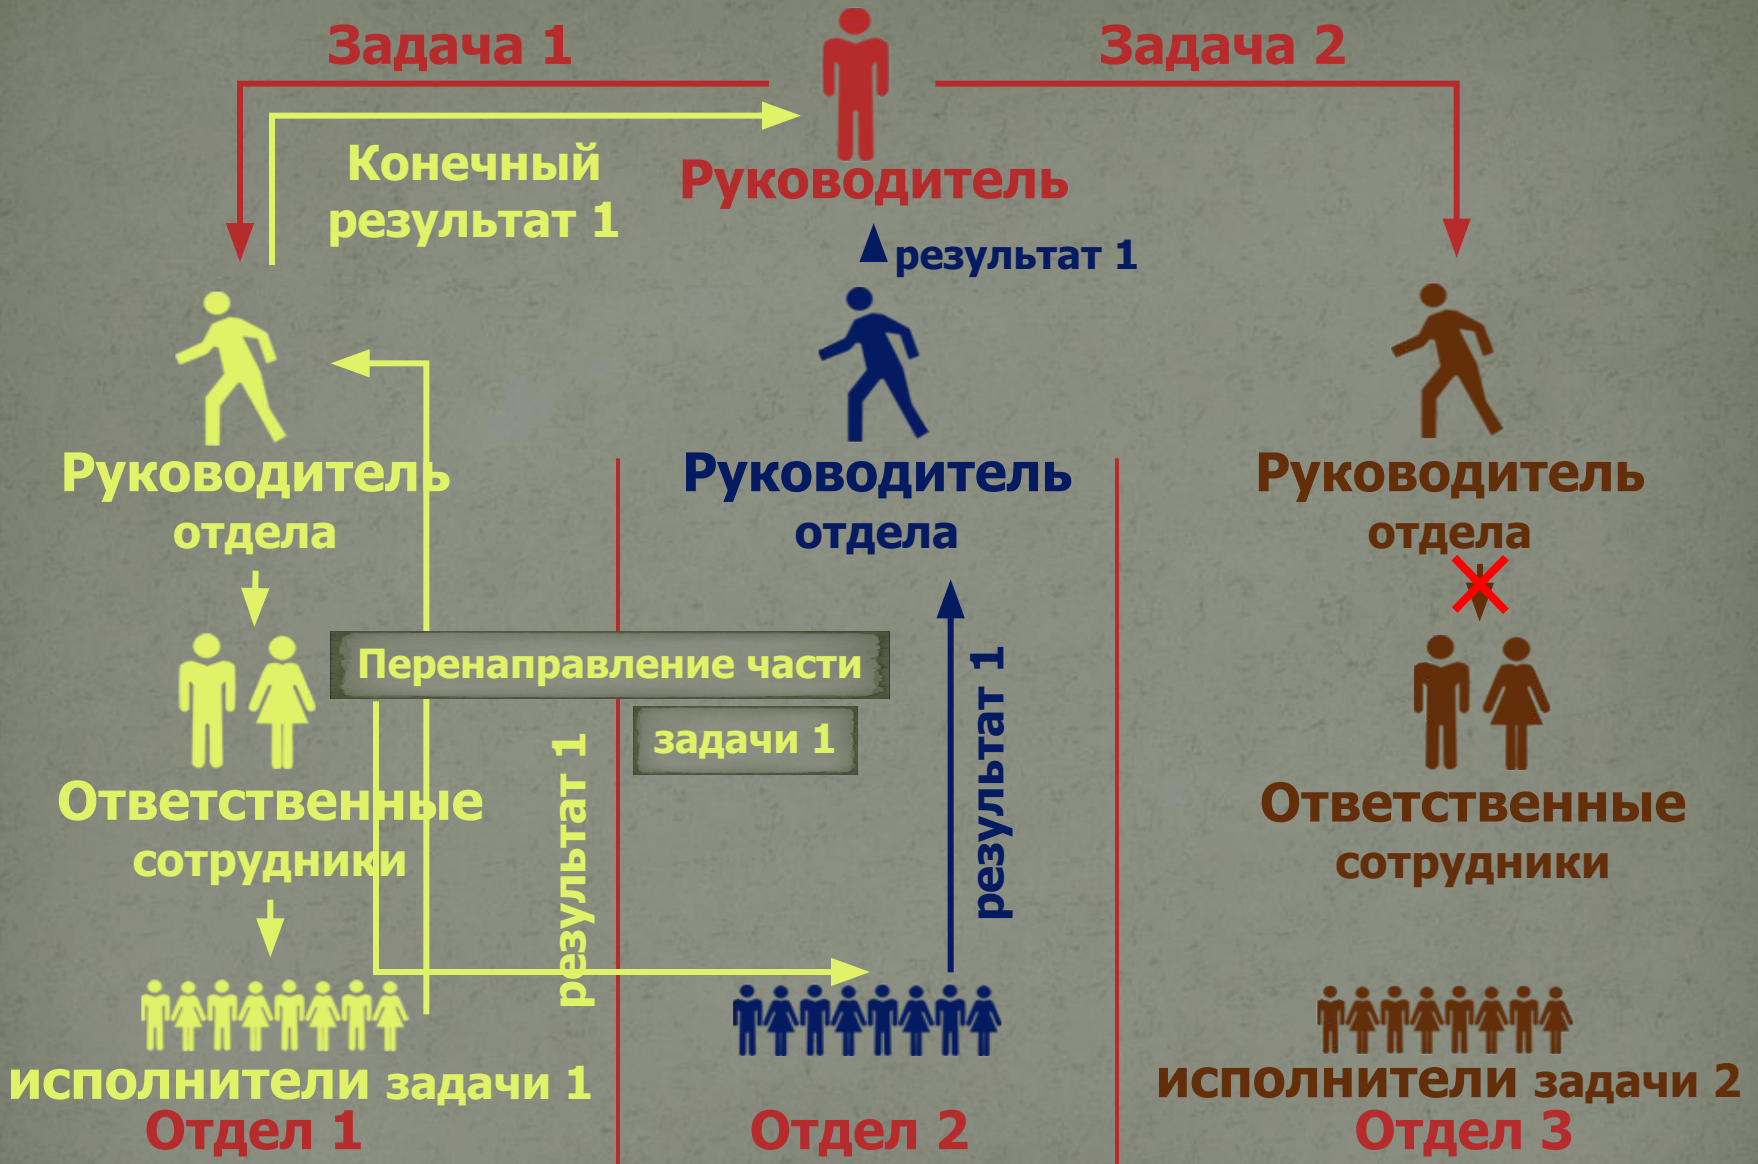 Задача 1
Задача 2
Конечный
результат 1
Руководитель
результат 1
Руководитель
отдела
Руководитель
отдела
Руководитель
отдела
Перенаправление части
задачи 1
результат 1
результат 1
Ответственные
сотрудники
Ответственные
сотрудники
исполнители задачи 1
исполнители задачи 2
Отдел 1
Отдел 2
Отдел 3